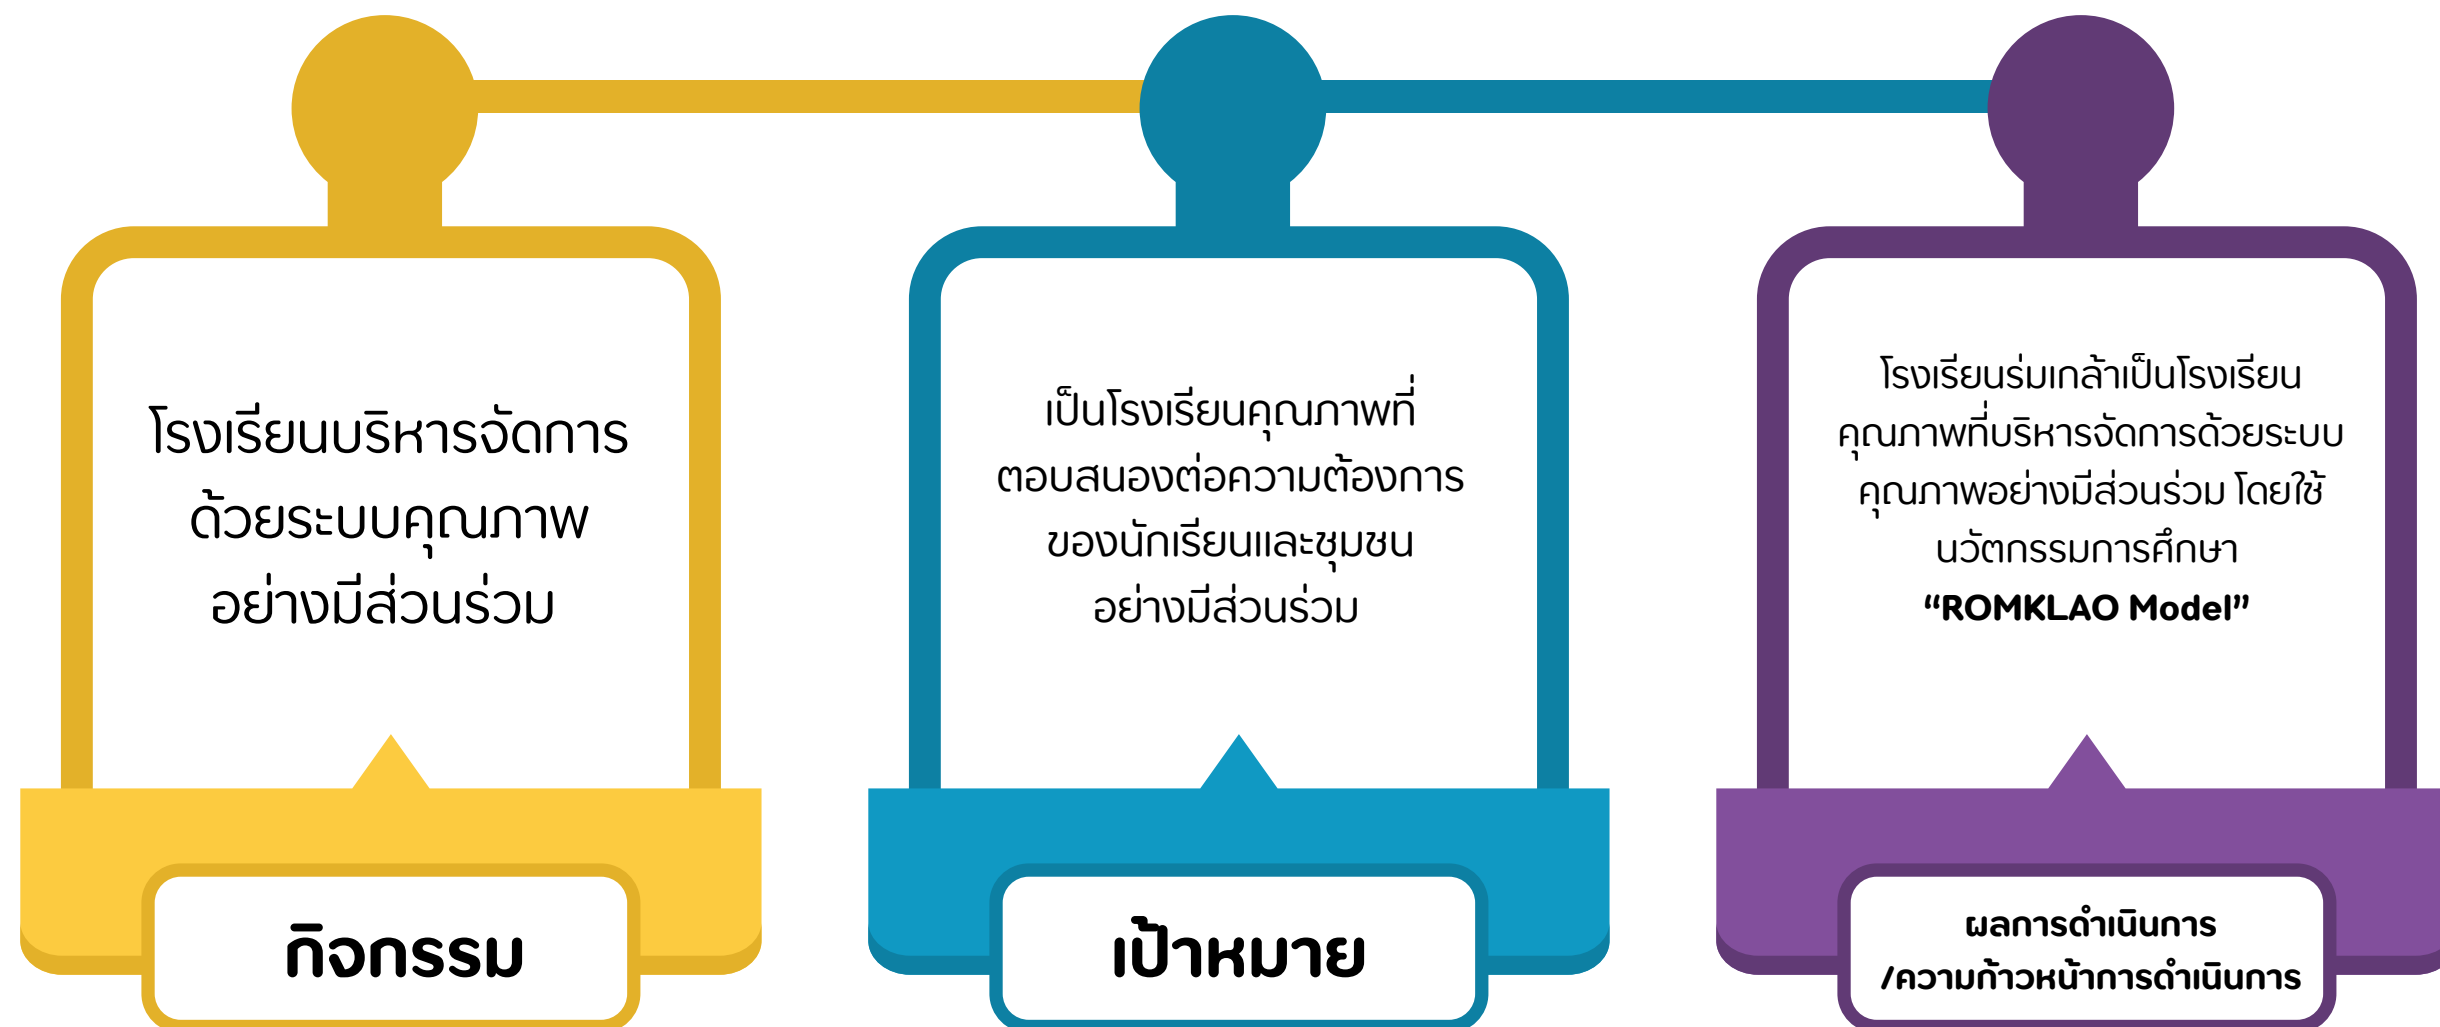 โรงเรียนบริหารจัดการ
ด้วยระบบคุณภาพ
อย่างมีส่วนร่วม
กิจกรรม
เป็นโรงเรียนคุณภาพที่
ตอบสนองต่อความต้องการ
ของนักเรียนและชุมชน
อย่างมีส่วนร่วม
เป้าหมาย
โรงเรียนร่มเกล้าเป็นโรงเรียน
คุณภาพที่บริหารจัดการด้วยระบบ
คุณภาพอย่างมีส่วนร่วม โดยใช้
นวัตกรรมการศึกษา
“ROMKLAO Model”
ผลการดำเนินการ
/ความก้าวหน้าการดำเนินการ